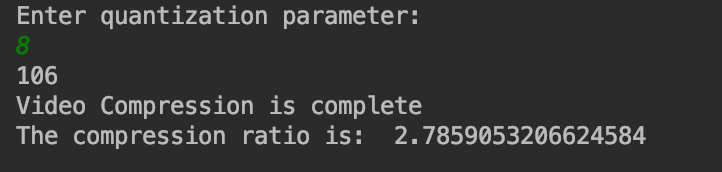 Enter quantization parameter:
8
106
Video Compression is complete
The compression ratio is:  2.7859053206624584